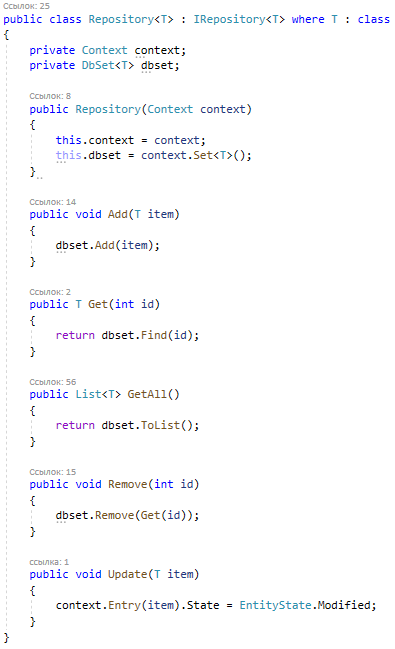 Ссылок: 25
public class Repository<T> : IRepository<T> where T : class
{
private Context context;
private DbSet<T> dbset;
Ссылок: 8
public Repository(Context context)
{
this.context = context;
this.dbset = context.Set<T>();
}
Ссылок: 14
public void Add(T item)
{
dbset.Add(item);
}
Ссылок: 2
public T Get(int id)
{
return dbset.Find(id);
}
Ссылок: 56
public List<T> GetAll()
{
return dbset.ToList();
}
Ссылок: 15
public void Remove(int id)
{
dbset.Remove(Get(id));
}
ссылка: 1
public void Update(T item)
{
context.Entry(item).State = EntityState.Modified;
}
}